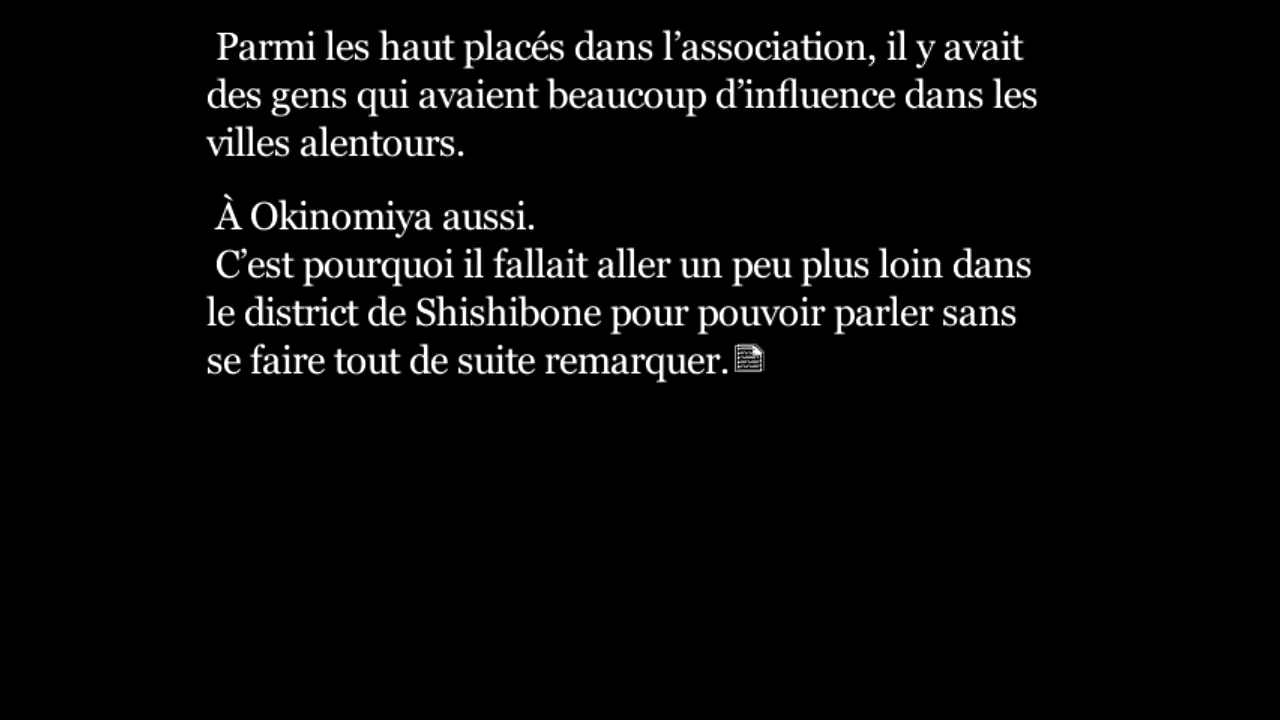 Parmi les haut placés dans l’association, il y avait
des gens qui avaient beaucoup d’influence dans les
villes alentours.
À Okinomiya aussi.
C’est pourquoi il fallait aller un peu plus loin dans
le district de Shishibone pour pouvoir parler sans
se faire tout de suite remarquer.